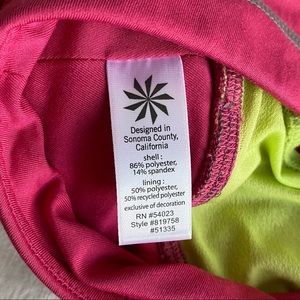 Designed in
Sonoma County,
California
shell :
86% polyester,
14% spandex
lining :
50% polyester,
50% recycled polyester
exclusive of decoration
RN #54023
Style #819758
#51335